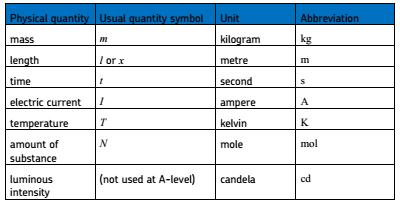 Physical quantity Usual quantity symbol Unit Abbreviation
mass m kilogram kg
length l or x metre m
time t second s
electric current I ampere A
temperature T kelvin K
amount of substance N mole mol
luminous intensity (not used at A-level) candela cd